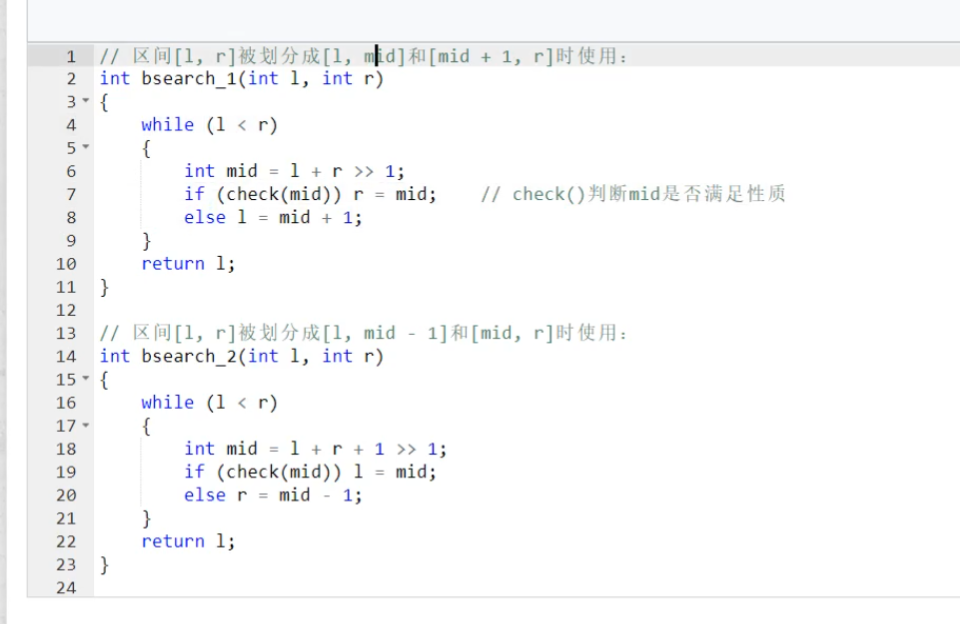 1 // 区间[l, r]被划分成[l, mid]和[mid + 1, r]时使用：
2 int bsearch_1(int l, int r)
3 {
4 while (l < r)
5 {
6 int mid = l + r >> 1;
7 if (check(mid)) r = mid; // check()判断mid是否满足性质
8 else l = mid + 1;
9 }
10 return l;
11 }
12
13 // 区间[l, r]被划分成[l, mid - 1]和[mid, r]时使用：
14 int bsearch_2(int l, int r)
15 {
16 while (l < r)
17 {
18 int mid = l + r + 1 >> 1;
19 if (check(mid)) l = mid;
20 else r = mid - 1;
21 }
22 return l;
23 }
24